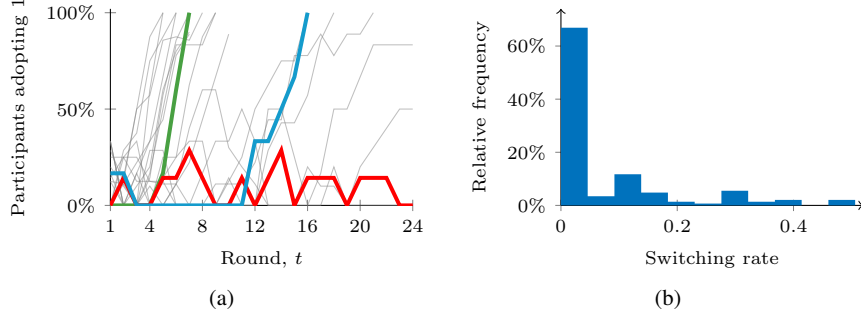 Participants adopting 1
100%
50%
0%
1 4 8 12 16 20 24
Round, t
(a)
Relative frequency
60%
40%
20%
0%
0 0.2 0.4
Switching rate
(b)